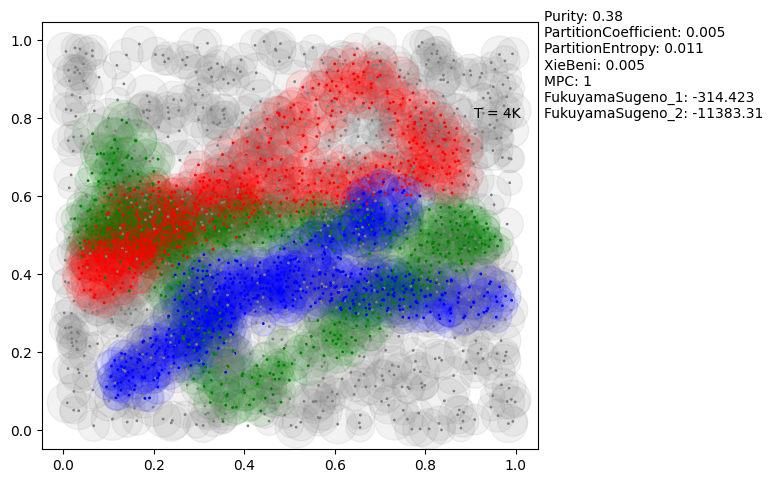 Purity: 0.38
PartitionCoefficient: 0.005
PartitionEntropy: 0.011
XieBeni: 0.005
MPC: 1
FukuyamaSugeno_1: -314.423
FukuyamaSugeno_2: -11383.31
T = 4K
1.0
0.8
0.6
0.4
0.2
0.0
0.0 0.2 0.4 0.6 0.8 1.0